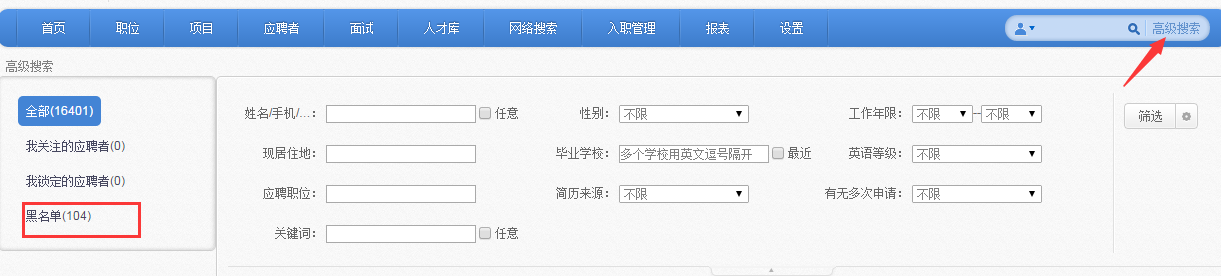 首页 职位 项目 应聘者 面试 人才库 网络搜索 入职管理 报表 设置 高级搜索
高级搜索
全部(16401)
我关注的应聘者(0)
我锁定的应聘者(0)
黑名单(104)
姓名/手机/...: 任意 性别: 不限 工作年限: 不限 -- 不限 筛选
现居住地: 毕业学校: 多个学校用英文逗号隔开 最近 英语等级: 不限
应聘职位: 简历来源: 不限 有无多次申请: 不限
关键词: 任意